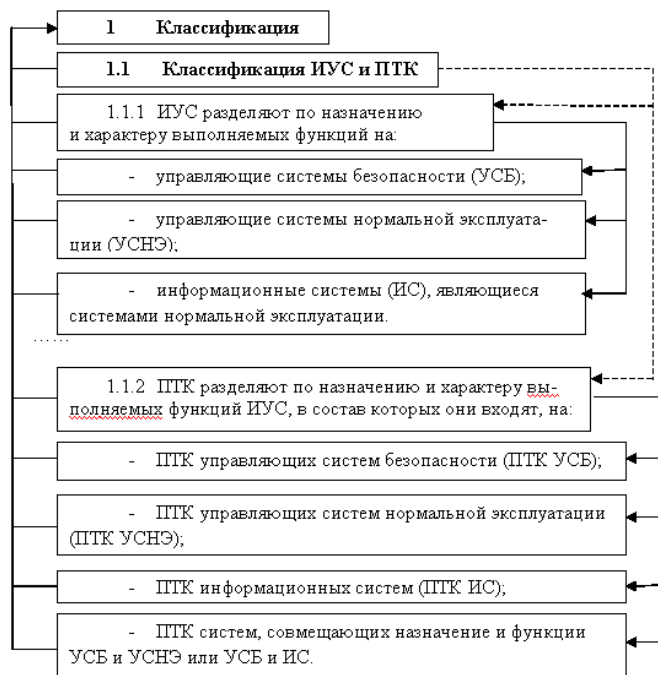 1 Классификация
1.1 Классификация ИУС и ПТК
1.1.1 ИУС разделяют по назначению
и характеру выполняемых функций на:
- управляющие системы безопасности (УСБ);
- управляющие системы нормальной эксплуата-
ции (УСНЭ);
- информационные системы (ИС), являющиеся
системами нормальной эксплуатации.
......
1.1.2 ПТК разделяют по назначению и характеру вы-
полняемых функций ИУС, в состав которых они входят, на:
- ПТК управляющих систем безопасности (ПТК УСБ);
- ПТК управляющих систем нормальной эксплуатации
(ПТК УСНЭ);
- ПТК информационных систем (ПТК ИС);
- ПТК систем, совмещающих назначение и функции
УСБ и УСНЭ или УСБ и ИС.